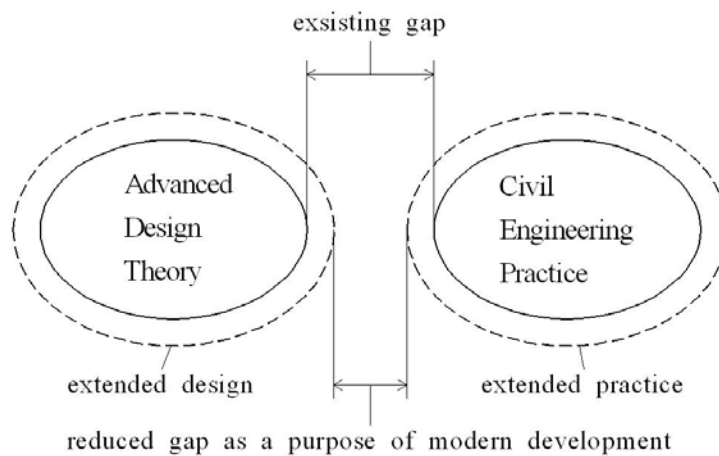 exsisting gap
Advanced
Design
Theory
Civil
Engineering
Practice
extended design
extended practice
reduced gap as a purpose of modern development